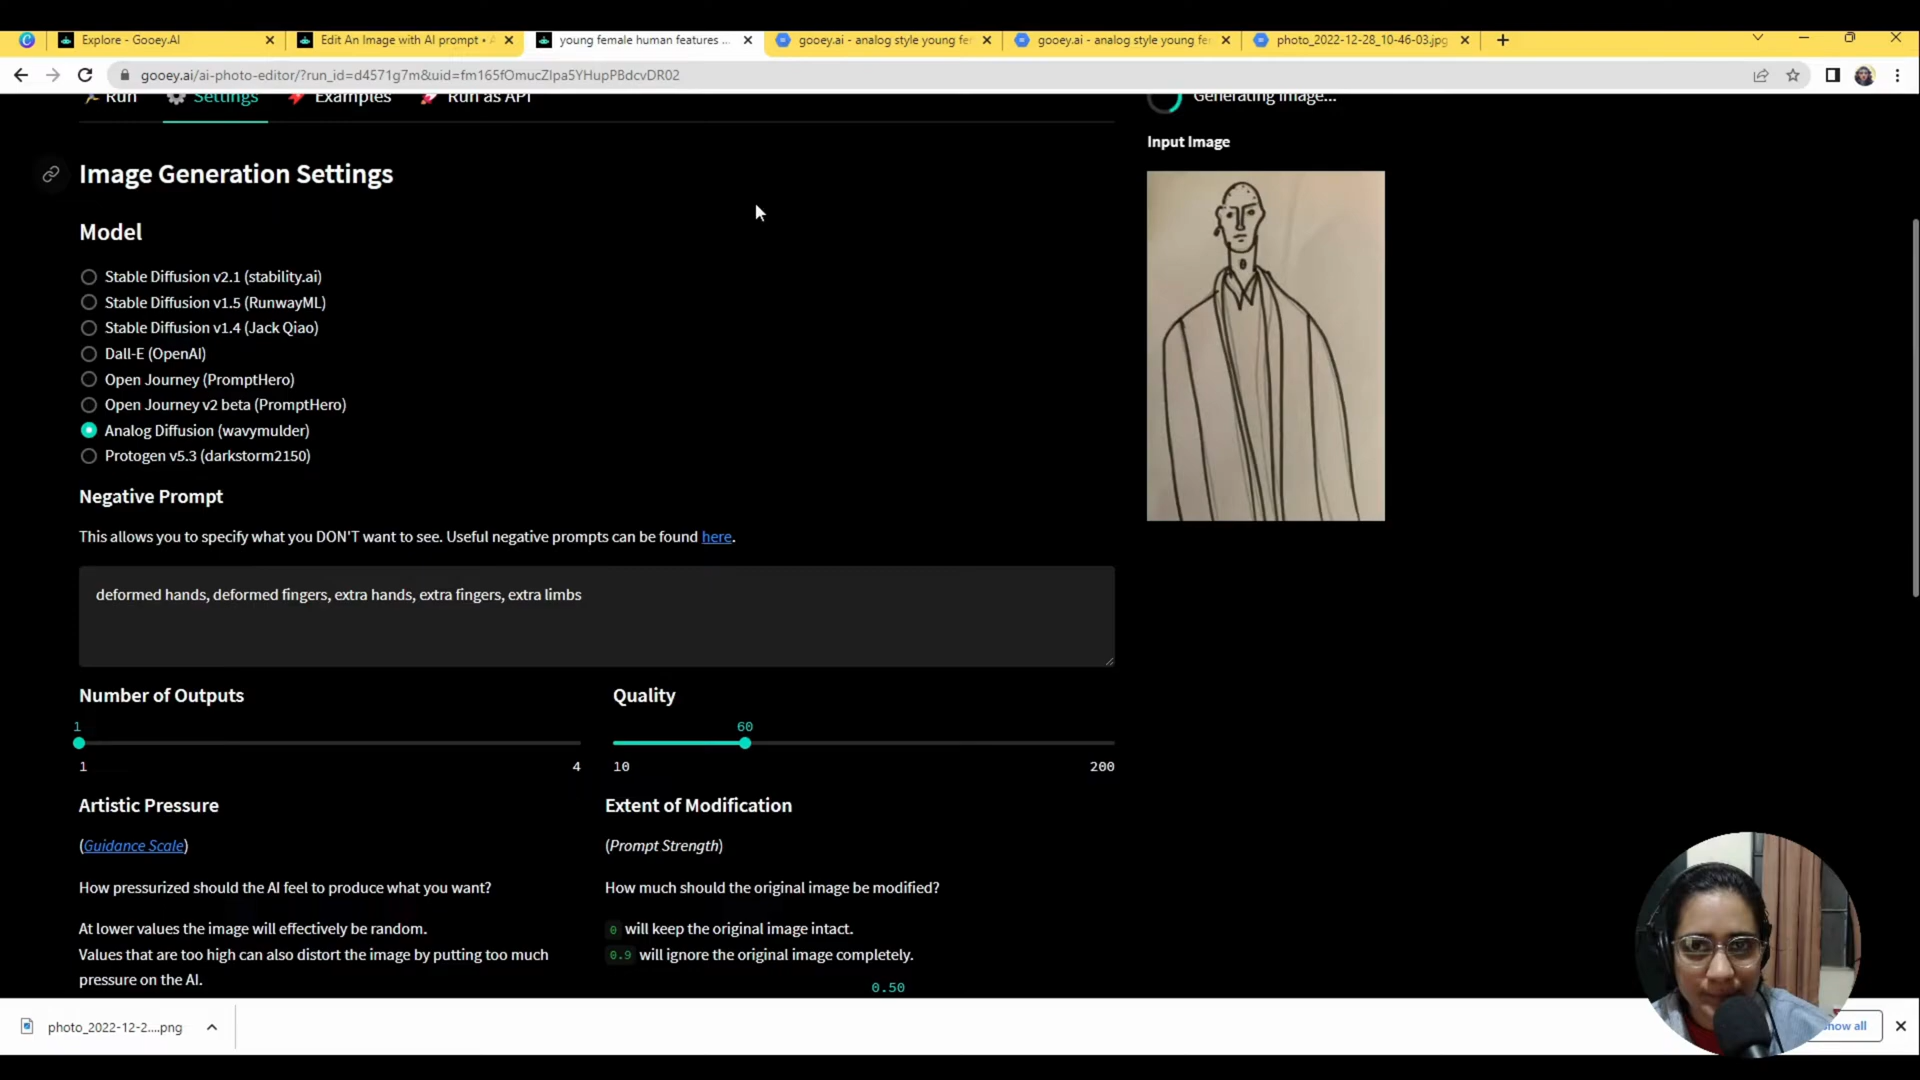 Explore - Gooey.AI
Edit An Image with AI prompt •
young female human features ...
gooey.ai - analog style young fe
gooey.ai - analog style young fe
photo_2022-12-28_10-46-03.jpg
gooey.ai/ai-photo-editor/?run_id=d4571g7m&uid=fm165fOmucZIpa5YHupPBdcvDR02
Run
Settings
Examples
Run as API
Generating Image...
Input Image
Image Generation Settings
Model
Stable Diffusion v2.1 (stability.ai)
Stable Diffusion v1.5 (RunwayML)
Stable Diffusion v1.4 (Jack Qiao)
Dall-E (OpenAI)
Open Journey (PromptHero)
Open Journey v2 beta (PromptHero)
Analog Diffusion (wavymulder)
Protogen v5.3 (darkstorm2150)
Negative Prompt
This allows you to specify what you DON'T want to see. Useful negative prompts can be found here.
deformed hands, deformed fingers, extra hands, extra fingers, extra limbs
Number of Outputs
1
1 4
Quality
60
10 200
Artistic Pressure
(Guidance Scale)
How pressurized should the AI feel to produce what you want?
At lower values the image will effectively be random.
Values that are too high can also distort the image by putting too much
pressure on the AI.
Extent of Modification
(Prompt Strength)
How much should the original image be modified?
0 will keep the original image intact.
0.9 will ignore the original image completely.
0.50
photo_2022-12-2....png
how all